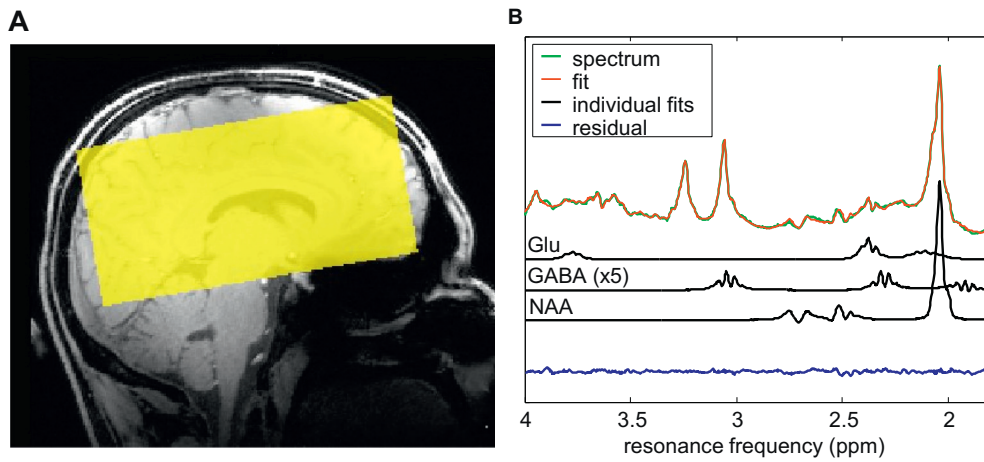 A
B
spectrum
fit
individual fits
residual
Glu
GABA (x5)
NAA
4 3.5 3 2.5 2
resonance frequency (ppm)